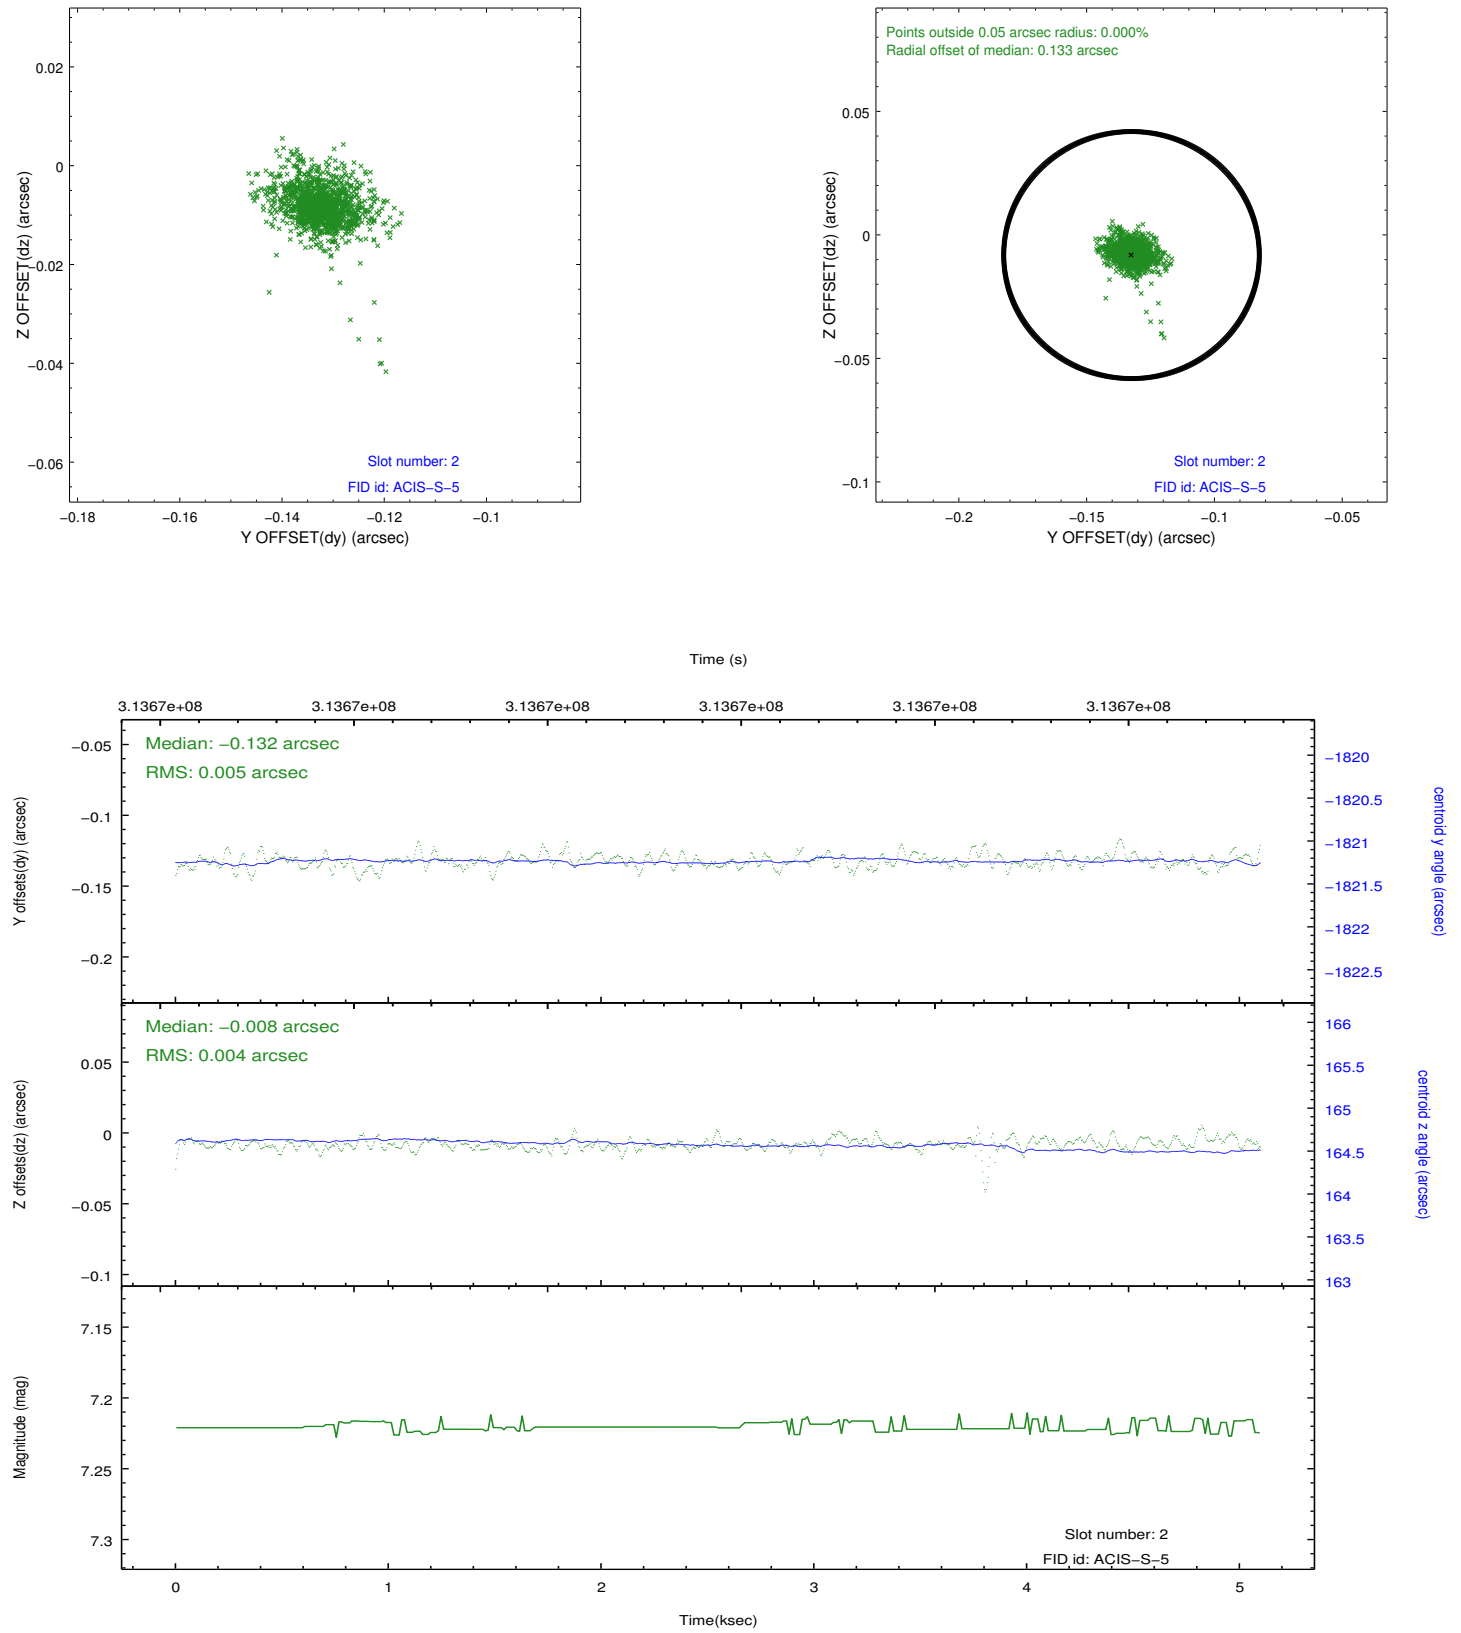 0.02
0
−0.02
−0.04
−0.06
Z OFFSET(dz) (arcsec)
Slot number: 2
FID id: ACIS−S−5
−0.18
−0.16
−0.14
−0.12
−0.1
Y OFFSET(dy) (arcsec)
Points outside 0.05 arcsec radius: 0.000%
Radial offset of median: 0.133 arcsec
0.05
0
−0.05
−0.1
Z OFFSET(dz) (arcsec)
Slot number: 2
FID id: ACIS−S−5
−0.2
−0.15
−0.1
−0.05
Y OFFSET(dy) (arcsec)
Time (s)
3.1367e+08
3.1367e+08
3.1367e+08
3.1367e+08
3.1367e+08
3.1367e+08
Median: −0.132 arcsec
RMS: 0.005 arcsec
−0.05
−0.1
−0.15
−0.2
Y offsets(dy) (arcsec)
−1820
−1820.5
−1821
−1821.5
−1822
−1822.5
centroid y angle (arcsec)
Median: −0.008 arcsec
RMS: 0.004 arcsec
0.05
0
−0.05
−0.1
Z offsets(dz) (arcsec)
166
165.5
165
164.5
164
163.5
163
centroid z angle (arcsec)
7.15
7.2
7.25
7.3
Magnitude (mag)
Slot number: 2
FID id: ACIS−S−5
0
1
2
3
4
5
Time(ksec)